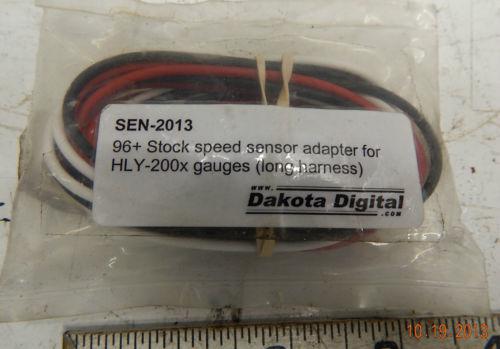 SEN-2013
96+ Stock speed sensor adapter for
HLY-200x gauges (long harness)
www.
Dakota Digital
.COM
10-19-2013